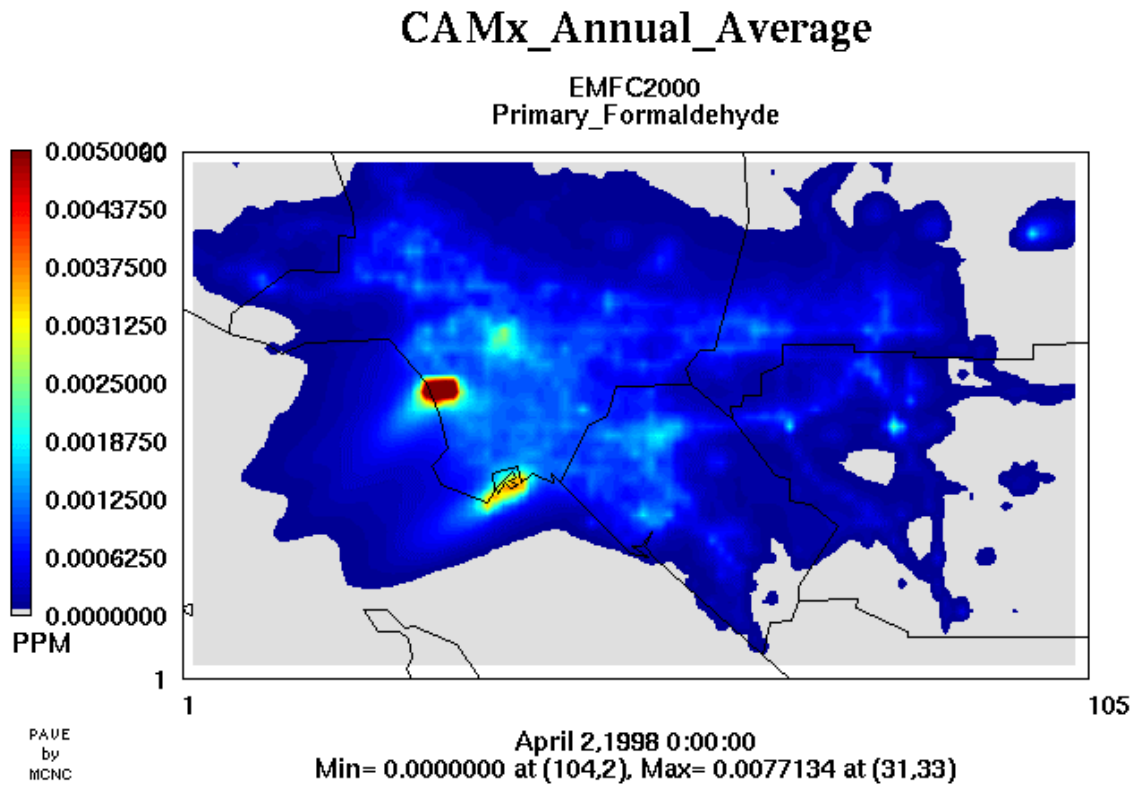 CAMx_Annual_Average
EMFC2000
Primary_Formaldehyde
0.0050000
0.0043750
0.0037500
0.0031250
0.0025000
0.0018750
0.0012500
0.0006250
0.0000000
PPM
1
1
105
PAVE
by
MCNC
April 2,1998 0:00:00
Min= 0.0000000 at (104,2), Max= 0.0077134 at (31,33)